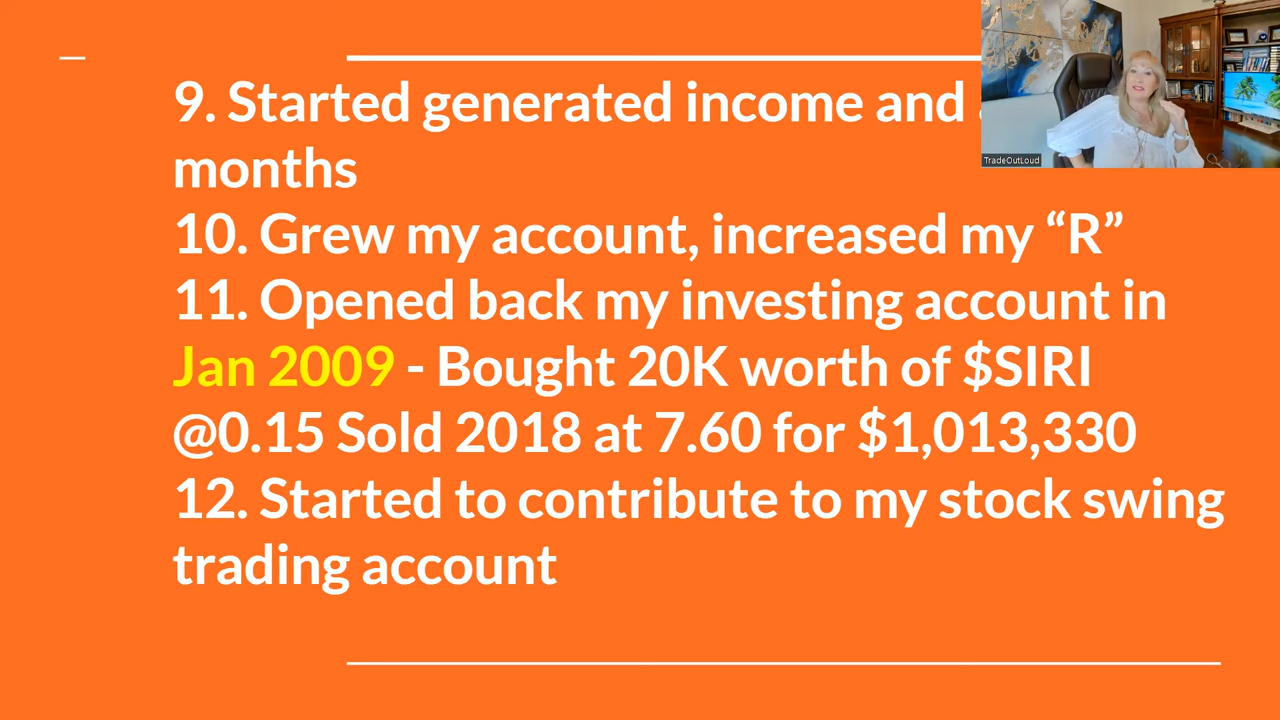 9. Started generated income and
months
10. Grew my account, increased my “R”
11. Opened back my investing account in
Jan 2009 - Bought 20K worth of $SIRI
@0.15 Sold 2018 at 7.60 for $1,013,330
12. Started to contribute to my stock swing
trading account
TradeOutLoud